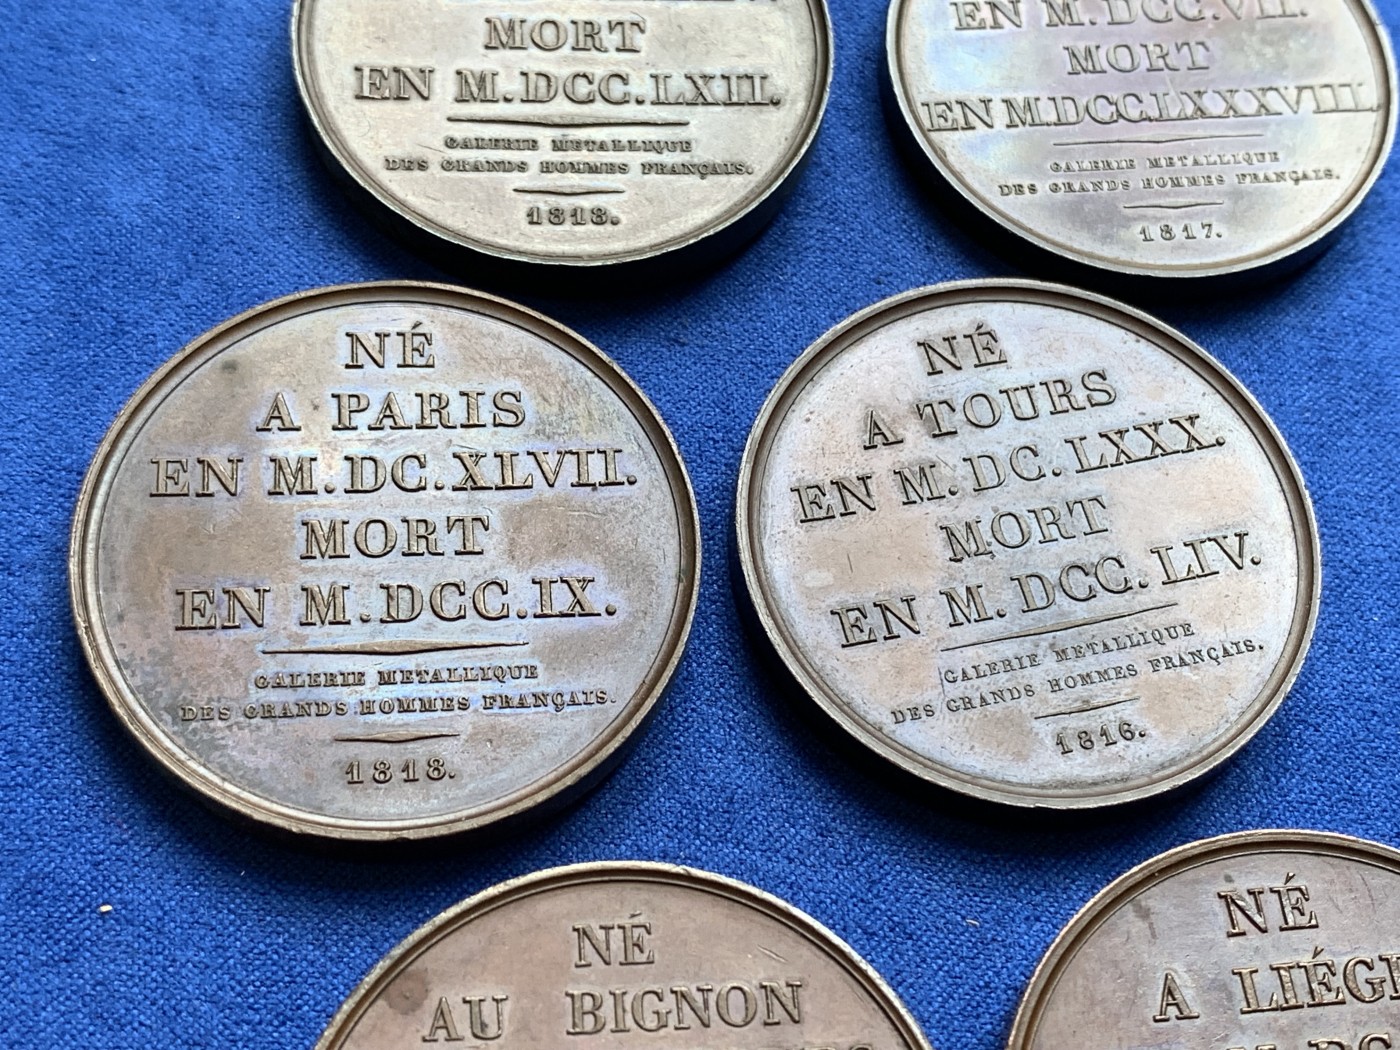 MORT
EN M.DCC.LXII.
GALERIE METALLIQUE
DES GRANDS HOMMES FRANÇAIS.
1818.
EN M.DCC.VII.
MORT
EN M.DCC.LXXXVIII.
GALERIE METALLIQUE
DES GRANDS HOMMES FRANÇAIS.
1817.
NÉ
A PARIS
EN M.DC.XLVII.
MORT
EN M.DCC.IX.
GALERIE METALLIQUE
DES GRANDS HOMMES FRANÇAIS.
1818.
NÉ
A TOURS
EN M.DC.LXXX.
MORT
EN M.DCC.LIV.
GALERIE METALLIQUE
DES GRANDS HOMMES FRANÇAIS.
1816.
NÉ
AU BIGNON
NÉ
A LIÉG